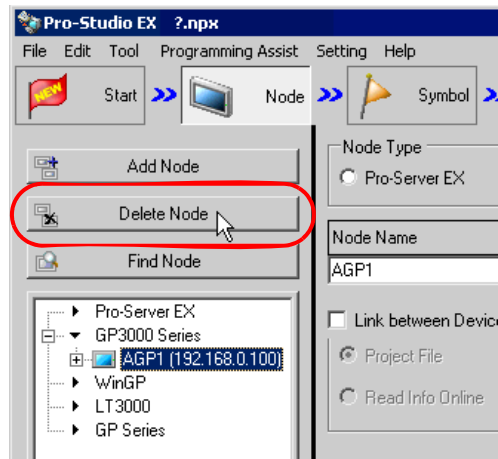 Pro-Studio EX ?.npx
File Edit Tool Programming Assist Setting Help
NEW Start Node Symbol
Add Node
Delete Node
Find Node
Pro-Server EX
GP3000 Series
AGP1 (192.168.0.100)
WinGP
LT3000
GP Series
Node Type
Pro-Server EX
Node Name
AGP1
Link between Device
Project File
Read Info Online